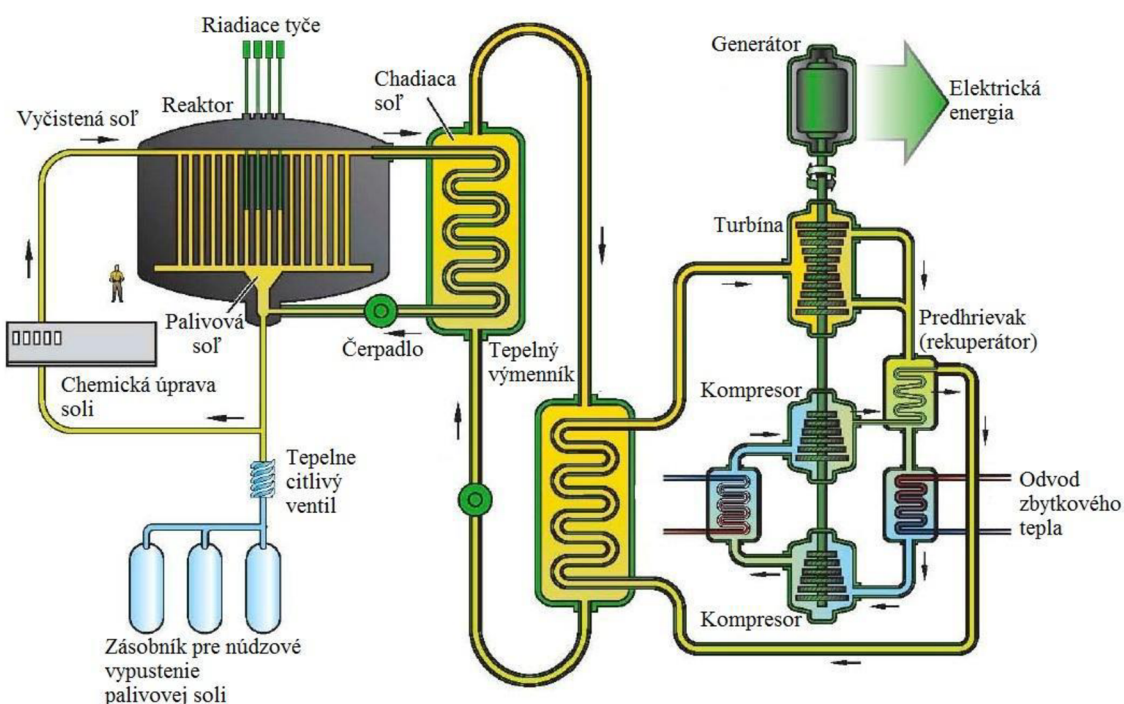 Riadiace tyče
Reaktor
Vyčistená soľ
Chadiaca
soľ
Generátor
Elektrická
energia
Turbína
Palivová
soľ
Čerpadlo
Tepelný
výmenník
Predhrievak
(rekuperátor)
Chemická úprava
soli
Kompresor
Tepelne
citlivý
ventil
Odvod
zbytkového
tepla
Kompresor
Zásobník pre núdzové
vypustenie
palivovej soli